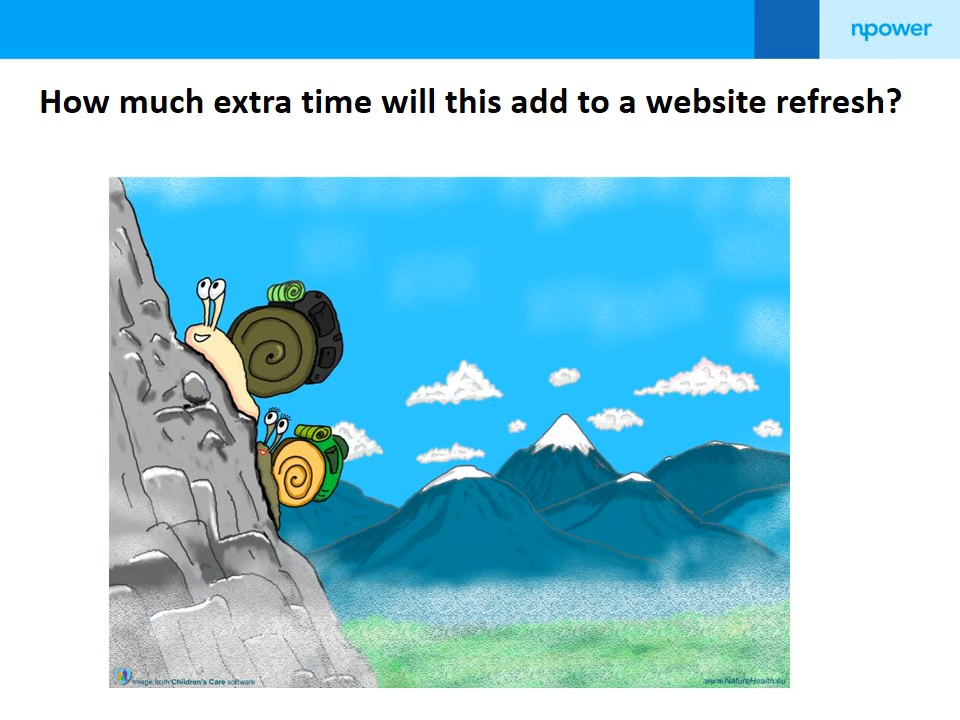 npower
How much extra time will this add to a website refresh?
Image from Children's Care software
www.NatureHealth.eu